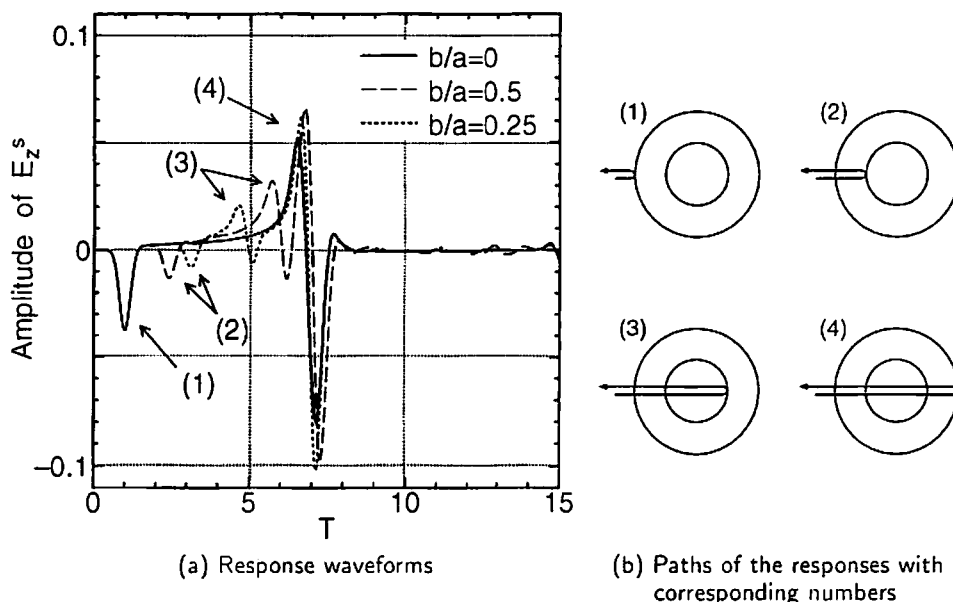 0.1
b/a=0
b/a=0.5
b/a=0.25
(4)
(3)
(2)
(1)
0
-0.1
Amplitude of E_z^s
0 5 10 15
T
(a) Response waveforms
(1) (2)
(3) (4)
(b) Paths of the responses with
corresponding numbers